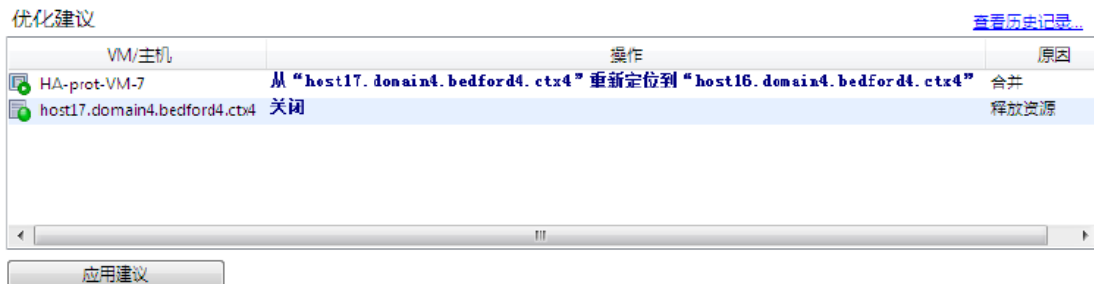 优化建议
查看历史记录...
VM/主机 操作 原因
HA-prot-VM-7 从“host17.domain4.bedford4.ctx4”重新定位到“host16.domain4.bedford4.ctx4” 合并
host17.domain4.bedford4.ctx4 关闭 释放资源
应用建议